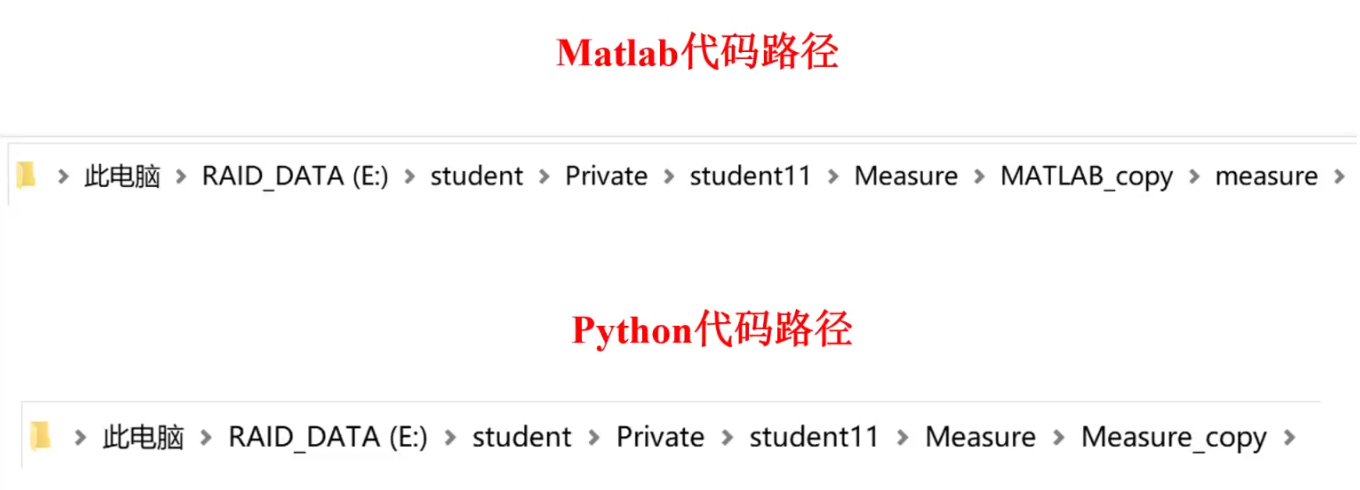 Matlab代码路径
> 此电脑 > RAID_DATA (E:) > student > Private > student11 > Measure > MATLAB_copy > measure >
Python代码路径
> 此电脑 > RAID_DATA (E:) > student > Private > student11 > Measure > Measure_copy >